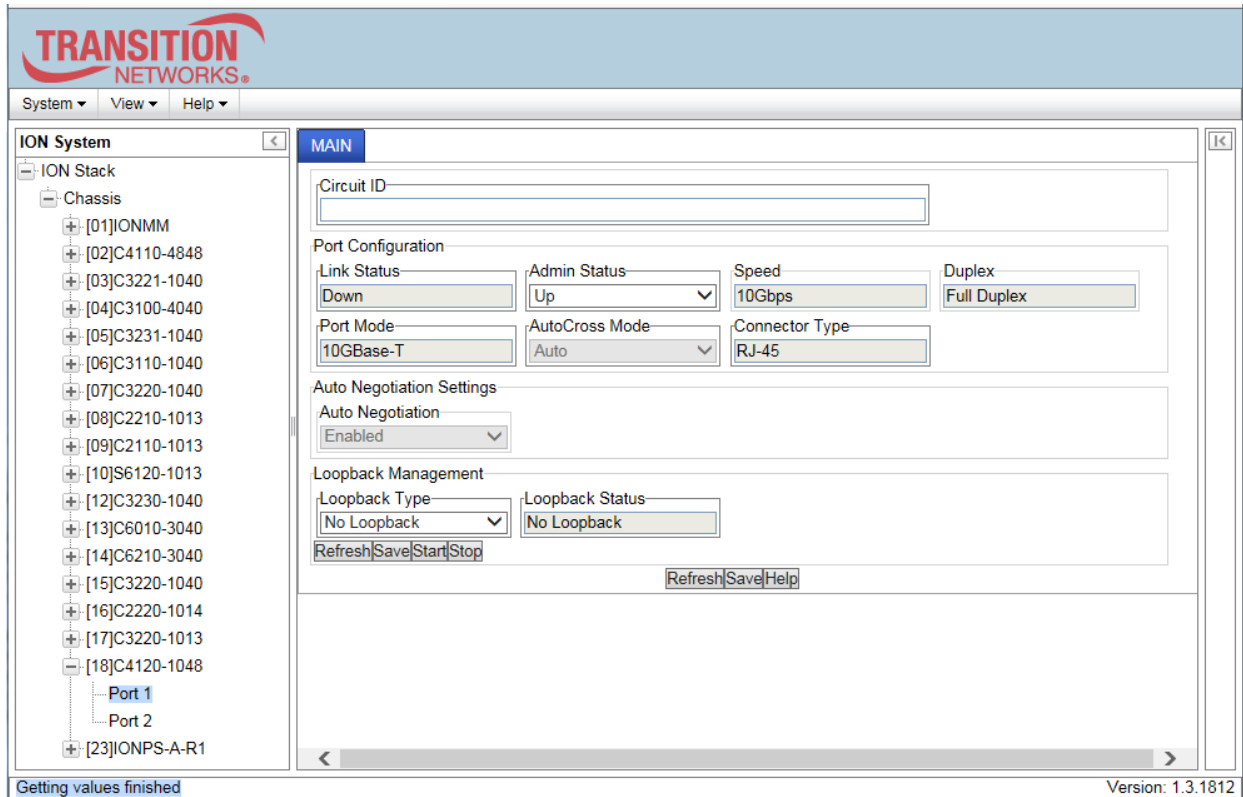 TRANSITION
NETWORKS®
System View Help
ION System
ION Stack
Chassis
[01]IONMM
[02]C4110-4848
[03]C3221-1040
[04]C3100-4040
[05]C3231-1040
[06]C3110-1040
[07]C3220-1040
[08]C2210-1013
[09]C2110-1013
[10]S6120-1013
[12]C3230-1040
[13]C6010-3040
[14]C6210-3040
[15]C3220-1040
[16]C2220-1014
[17]C3220-1013
[18]C4120-1048
Port 1
Port 2
[23]IONPS-A-R1
MAIN
Circuit ID
Port Configuration
Link Status Admin Status Speed Duplex
Down Up 10Gbps Full Duplex
Port Mode AutoCross Mode Connector Type
10GBase-T Auto RJ-45
Auto Negotiation Settings
Auto Negotiation
Enabled
Loopback Management
Loopback Type Loopback Status
No Loopback No Loopback
Refresh Save Start Stop
Refresh Save Help
Getting values finished Version: 1.3.1812